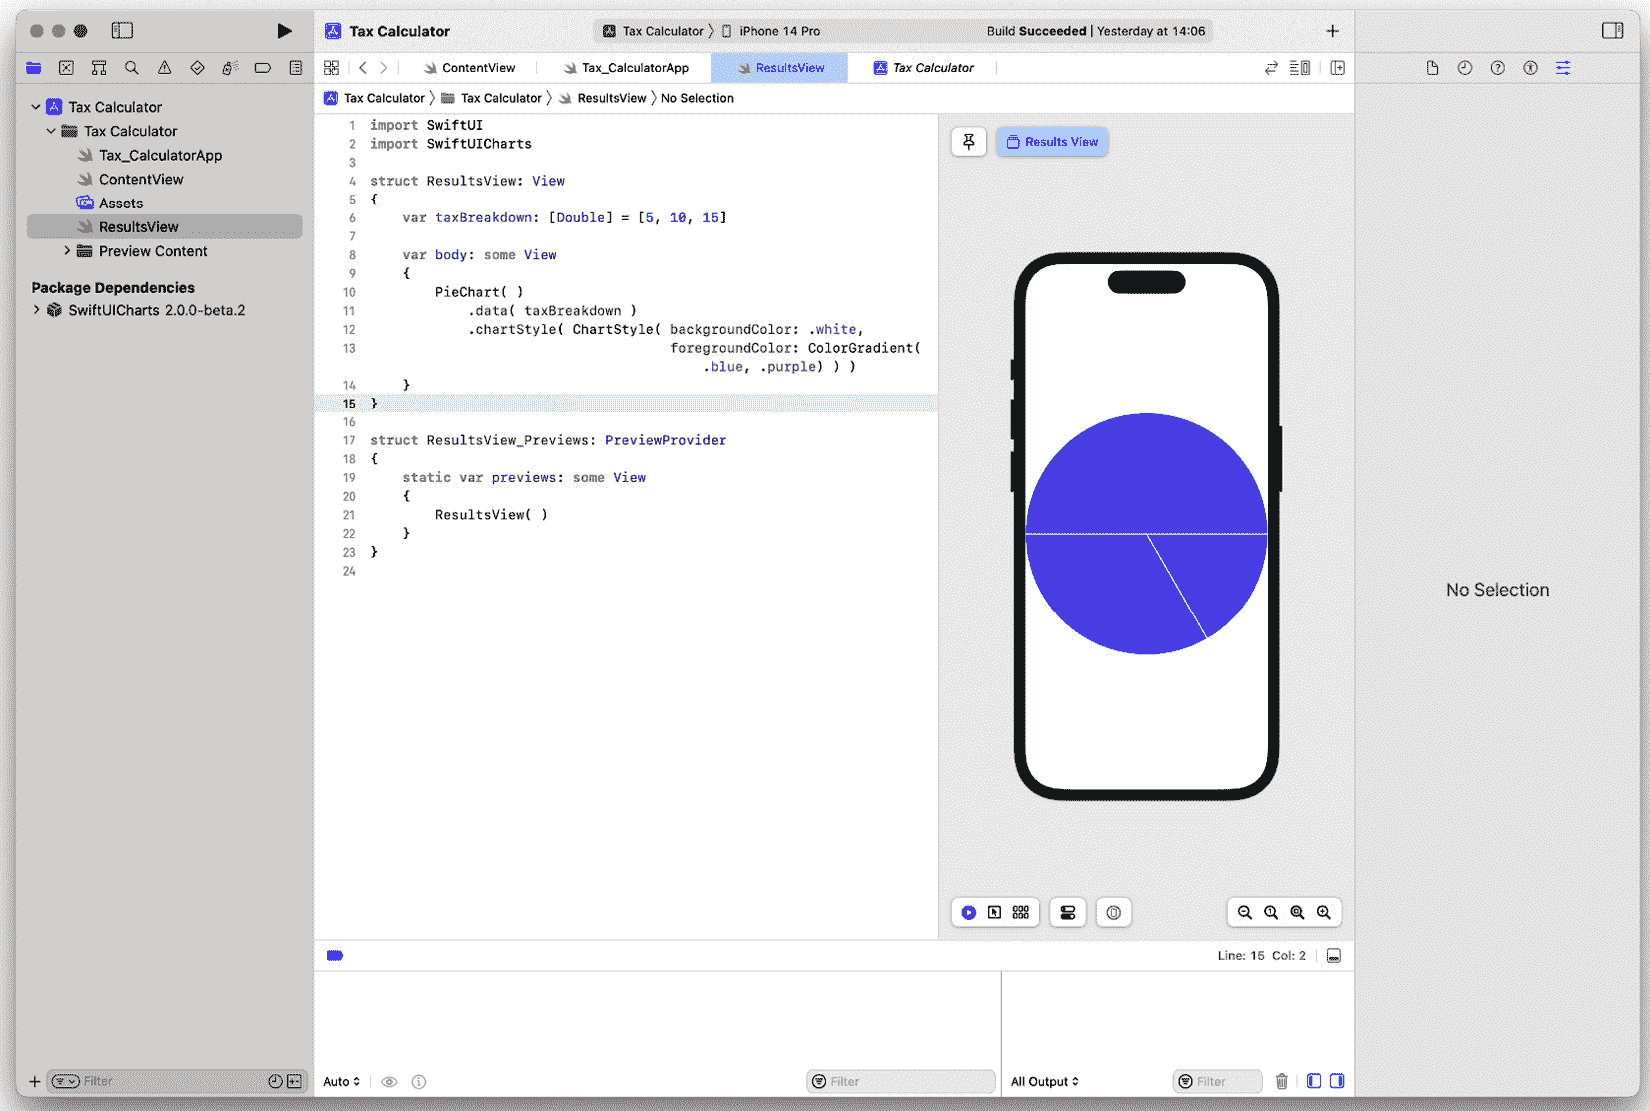 Tax Calculator
Tax Calculator 〉 iPhone 14 Pro
Build Succeeded | Yesterday at 14:06
ContentView
Tax_CalculatorApp
ResultsView
Tax Calculator
Tax Calculator 〉 Tax Calculator 〉 ResultsView 〉 No Selection
Tax Calculator
Tax Calculator
Tax_CalculatorApp
ContentView
Assets
ResultsView
Preview Content
Package Dependencies
SwiftUICharts 2.0.0-beta.2
Filter
1 import SwiftUI
2 import SwiftUICharts
3
4 struct ResultsView: View
5 {
6 var taxBreakdown: [Double] = [5, 10, 15]
7
8 var body: some View
9 {
10 PieChart( )
11 .data( taxBreakdown )
12 .chartStyle( ChartStyle( backgroundColor: .white,
13 foregroundColor: ColorGradient(
.blue, .purple) ) )
14 }
15 }
16
17 struct ResultsView_Previews: PreviewProvider
18 {
19 static var previews: some View
20 {
21 ResultsView( )
22 }
23 }
24
Results View
No Selection
Line: 15 Col: 2
Auto
Filter
All Output
Filter